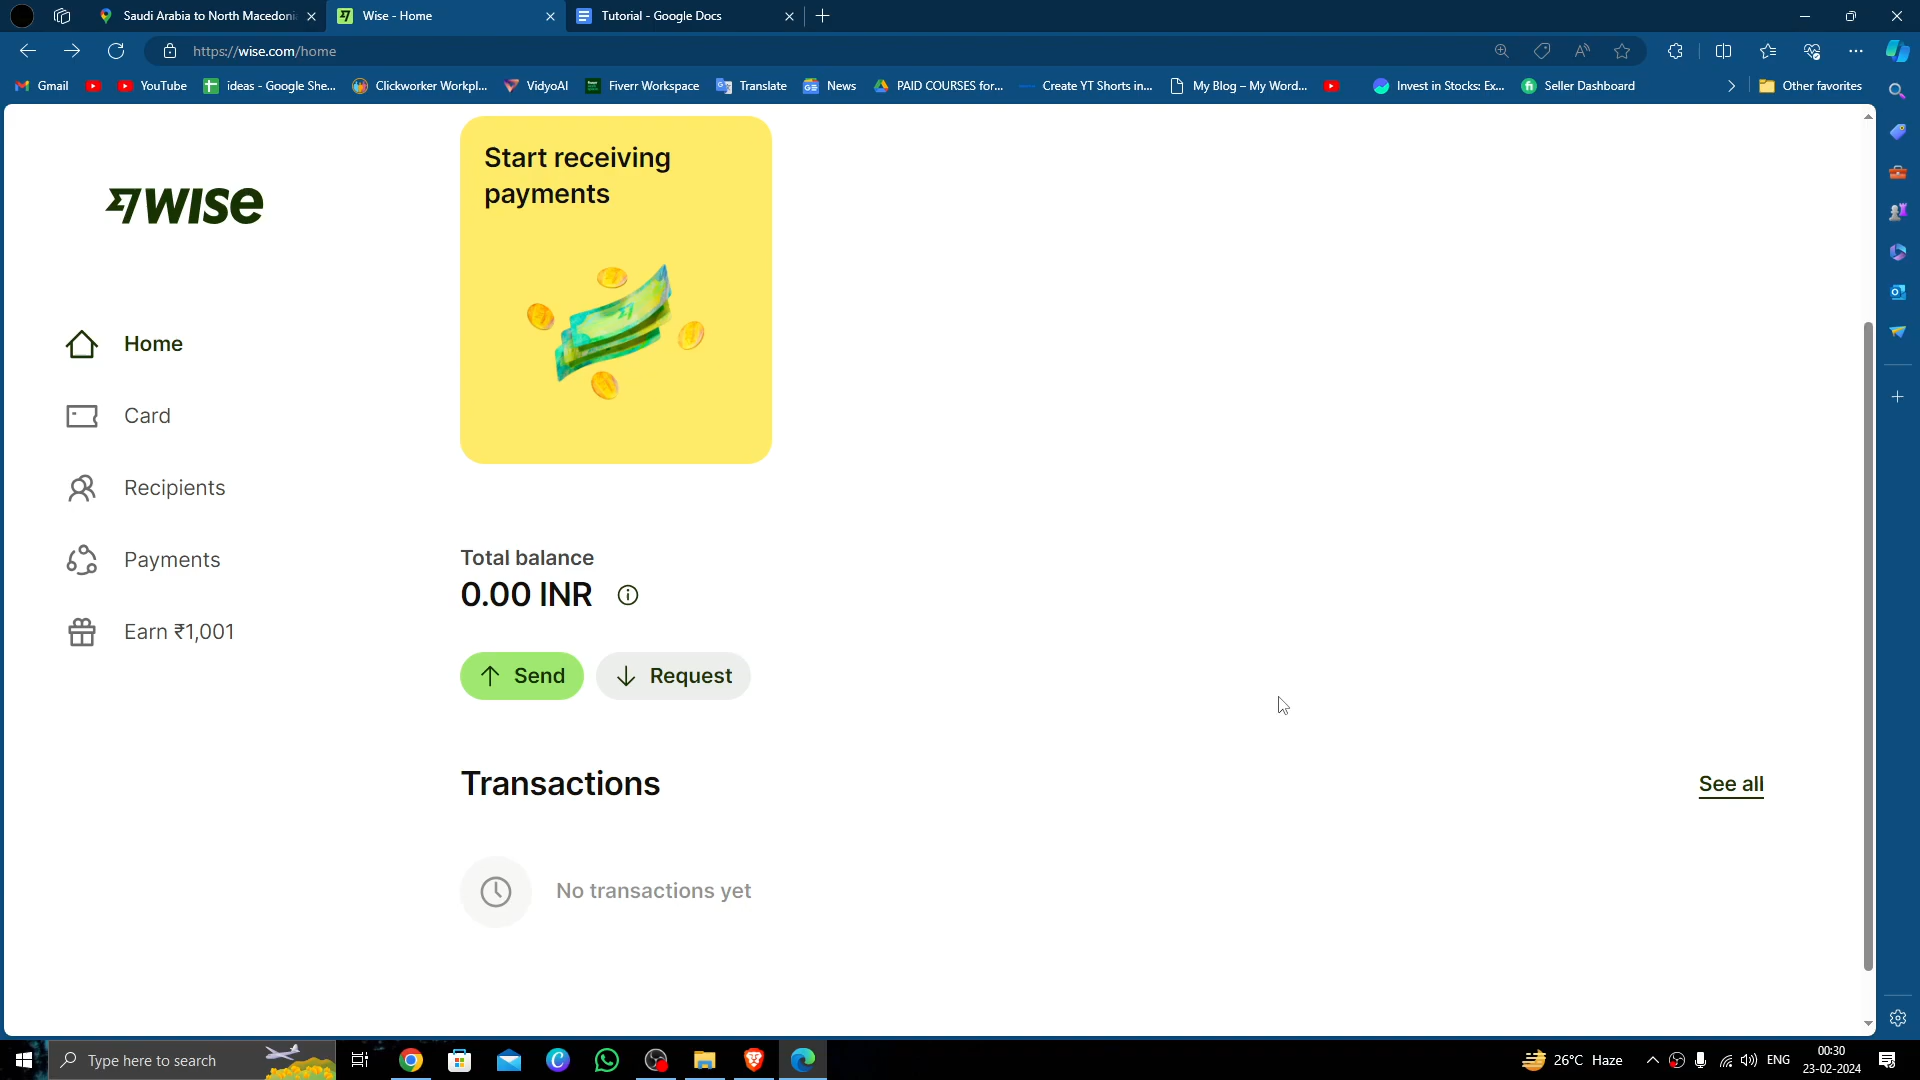 Saudi Arabia to North Macedoni
Wise - Home
Tutorial - Google Docs
https://wise.com/home
Gmail
YouTube
ideas - Google She...
Clickworker Workpl...
VidyoAI
Fiverr Workspace
Translate
News
PAID COURSES for...
Create YT Shorts in...
My Blog – My Word...
Invest in Stocks: Ex...
Seller Dashboard
Other favorites
WISE
Home
Card
Recipients
Payments
Earn ₹1,001
Start receiving
payments
Total balance
0.00 INR
Send
Request
Transactions
See all
No transactions yet
Type here to search
26°C Haze
ENG
00:30
23-02-2024